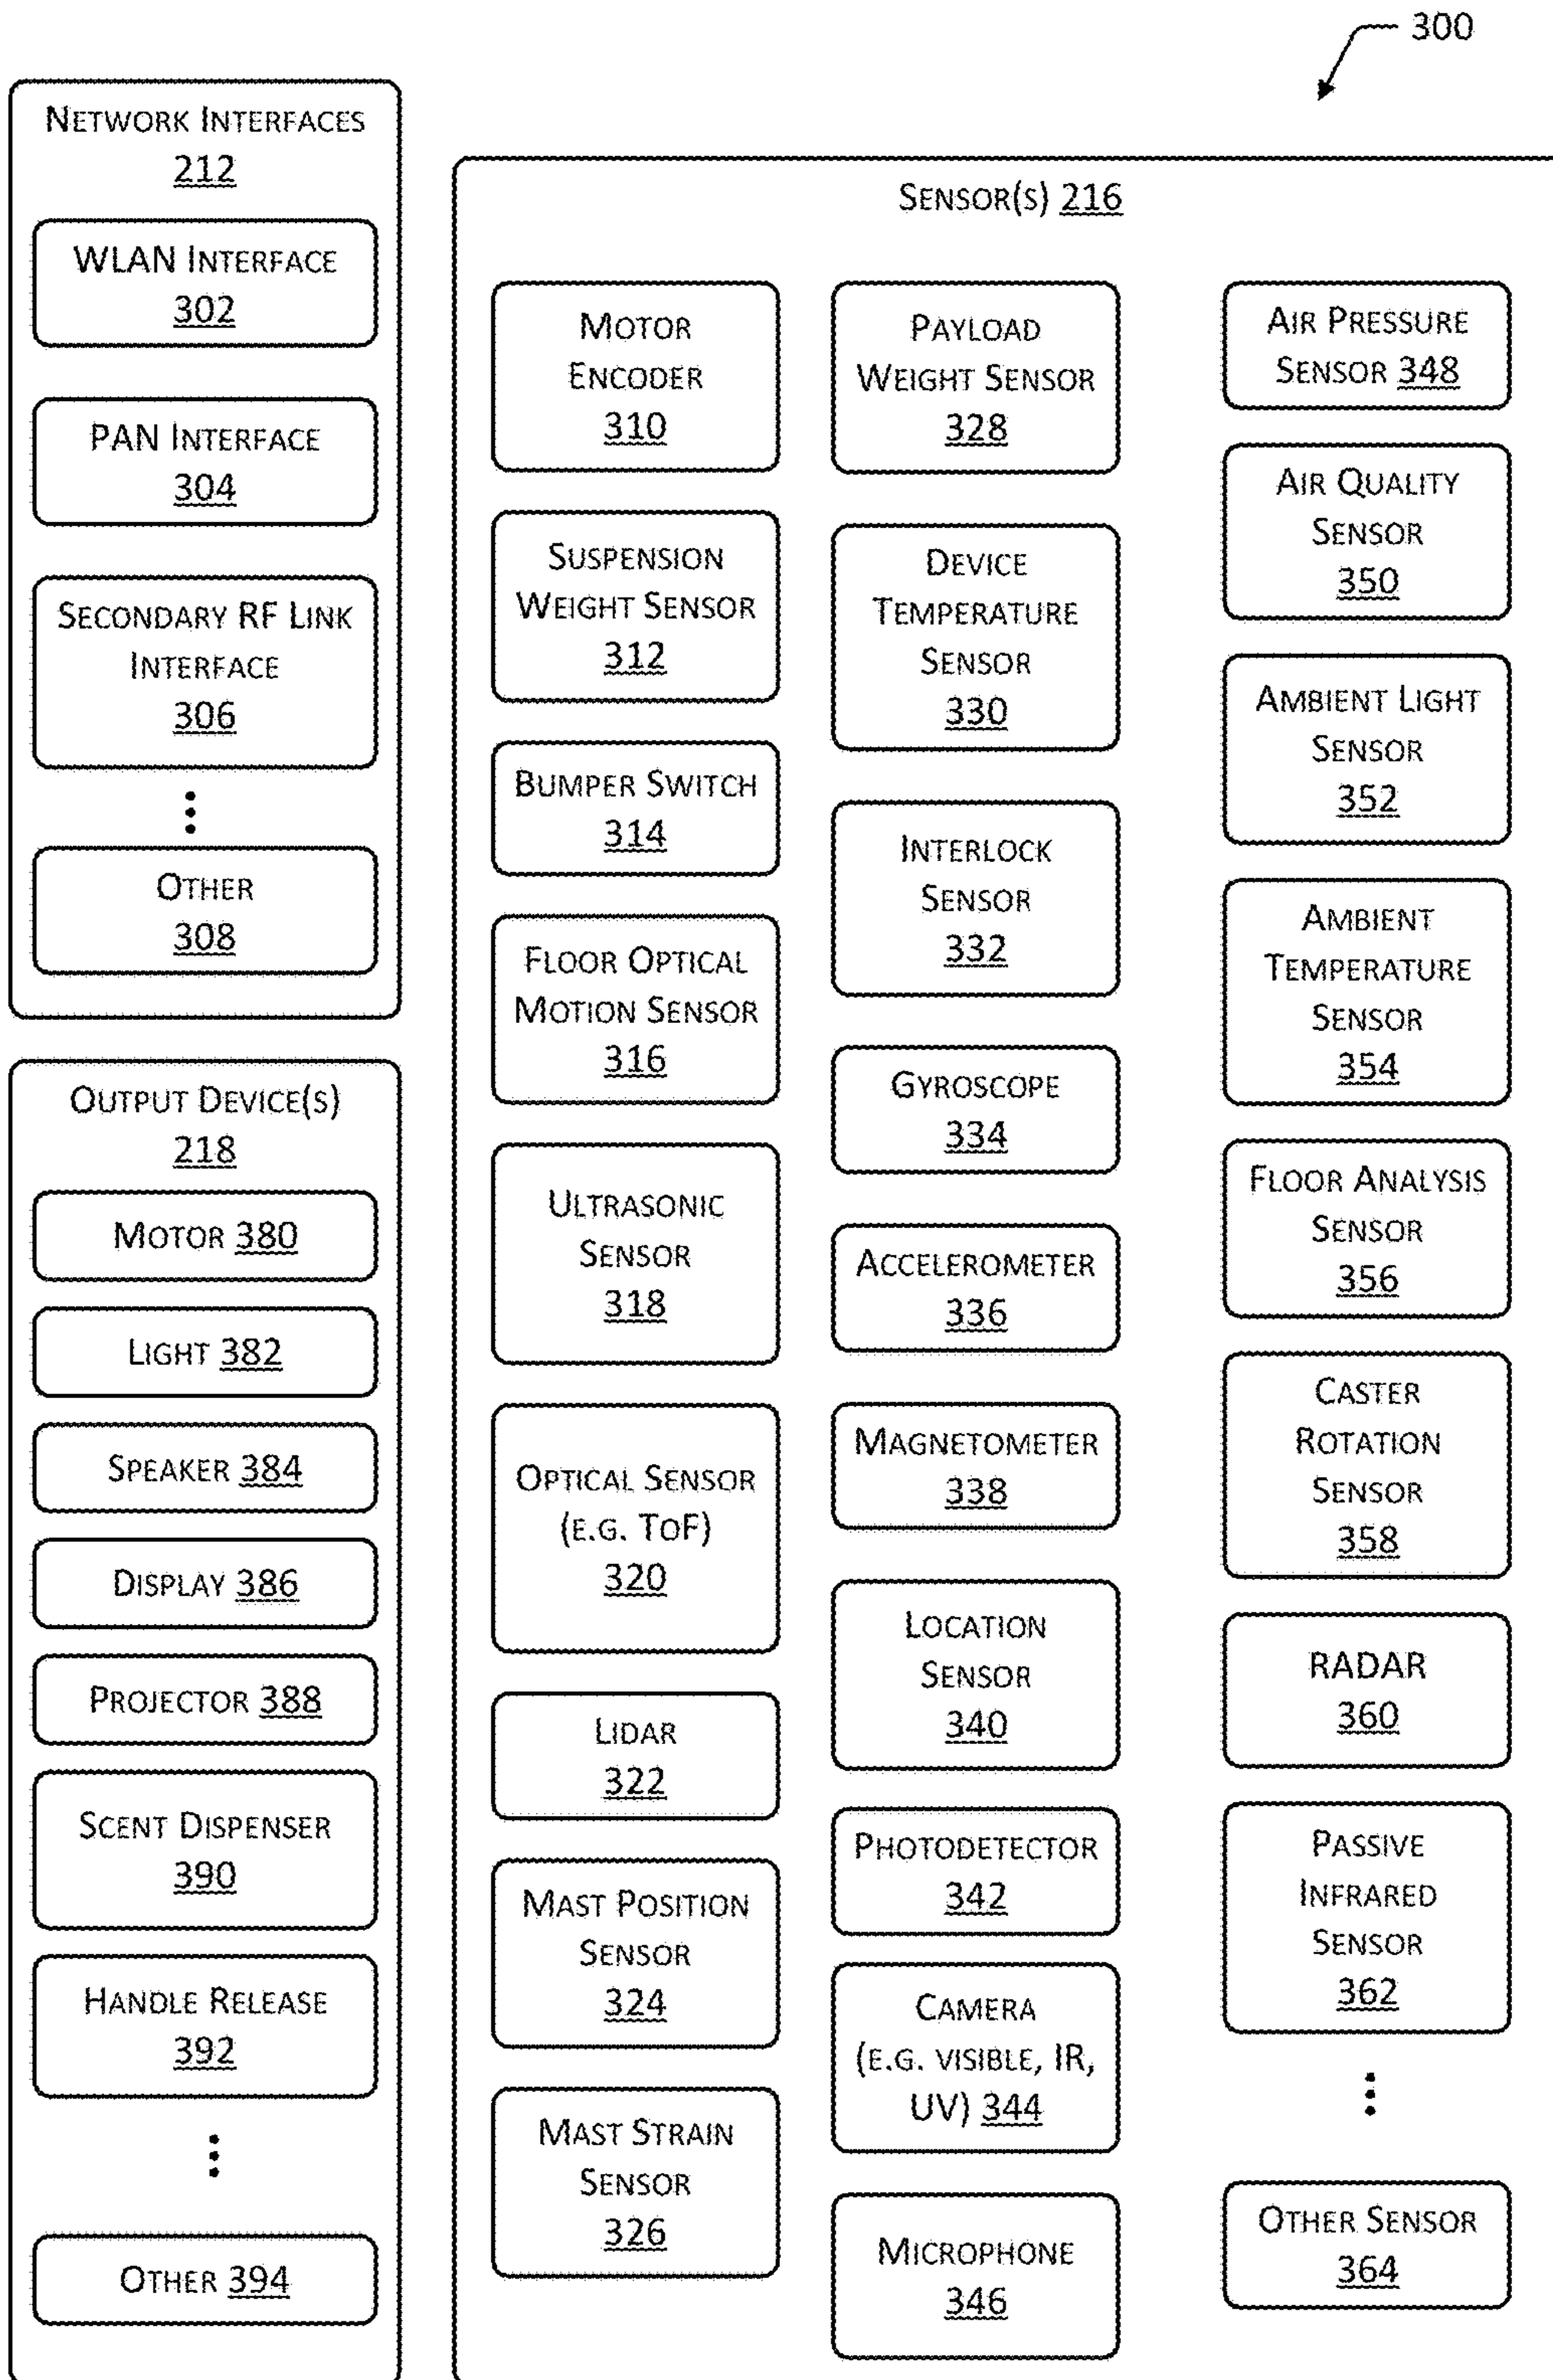 300
NETWORK INTERFACES
212
WLAN INTERFACE
302
PAN INTERFACE
304
SECONDARY RF LINK
INTERFACE
306
OTHER
308
OUTPUT DEVICE(S)
218
MOTOR 380
LIGHT 382
SPEAKER 384
DISPLAY 386
PROJECTOR 388
SCENT DISPENSER
390
HANDLE RELEASE
392
OTHER 394
SENSOR(S) 216
MOTOR
ENCODER
310
SUSPENSION
WEIGHT SENSOR
312
BUMPER SWITCH
314
FLOOR OPTICAL
MOTION SENSOR
316
ULTRASONIC
SENSOR
318
OPTICAL SENSOR
(E.G. TOF)
320
LIDAR
322
MAST POSITION
SENSOR
324
MAST STRAIN
SENSOR
326
PAYLOAD
WEIGHT SENSOR
328
DEVICE
TEMPERATURE
SENSOR
330
INTERLOCK
SENSOR
332
GYROSCOPE
334
ACCELEROMETER
336
MAGNETOMETER
338
LOCATION
SENSOR
340
PHOTODETECTOR
342
CAMERA
(E.G. VISIBLE, IR,
UV) 344
MICROPHONE
346
AIR PRESSURE
SENSOR 348
AIR QUALITY
SENSOR
350
AMBIENT LIGHT
SENSOR
352
AMBIENT
TEMPERATURE
SENSOR
354
FLOOR ANALYSIS
SENSOR
356
CASTER
ROTATION
SENSOR
358
RADAR
360
PASSIVE
INFRARED
SENSOR
362
OTHER SENSOR
364